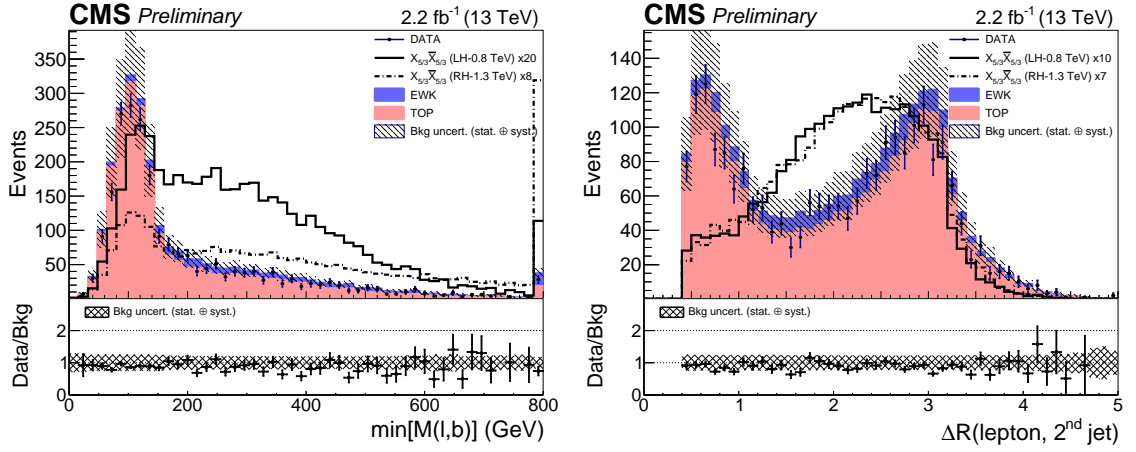 CMS Preliminary 2.2 fb⁻¹ (13 TeV)
Events
350
300
250
200
150
100
50
DATA
X₅/₃X̅₅/₃ (LH-0.8 TeV) x20
X₅/₃X̅₅/₃ (RH-1.3 TeV) x8
EWK
TOP
Bkg uncert. (stat. ⊕ syst.)
Data/Bkg
Bkg uncert. (stat. ⊕ syst.)
2
1
0
0 200 400 600 800
min[M(l,b)] (GeV)
CMS Preliminary 2.2 fb⁻¹ (13 TeV)
Events
140
120
100
80
60
40
20
DATA
X₅/₃X̅₅/₃ (LH-0.8 TeV) x10
X₅/₃X̅₅/₃ (RH-1.3 TeV) x7
EWK
TOP
Bkg uncert. (stat. ⊕ syst.)
Data/Bkg
Bkg uncert. (stat. ⊕ syst.)
2
1
0
0 1 2 3 4 5
ΔR(lepton, 2ⁿᵈ jet)